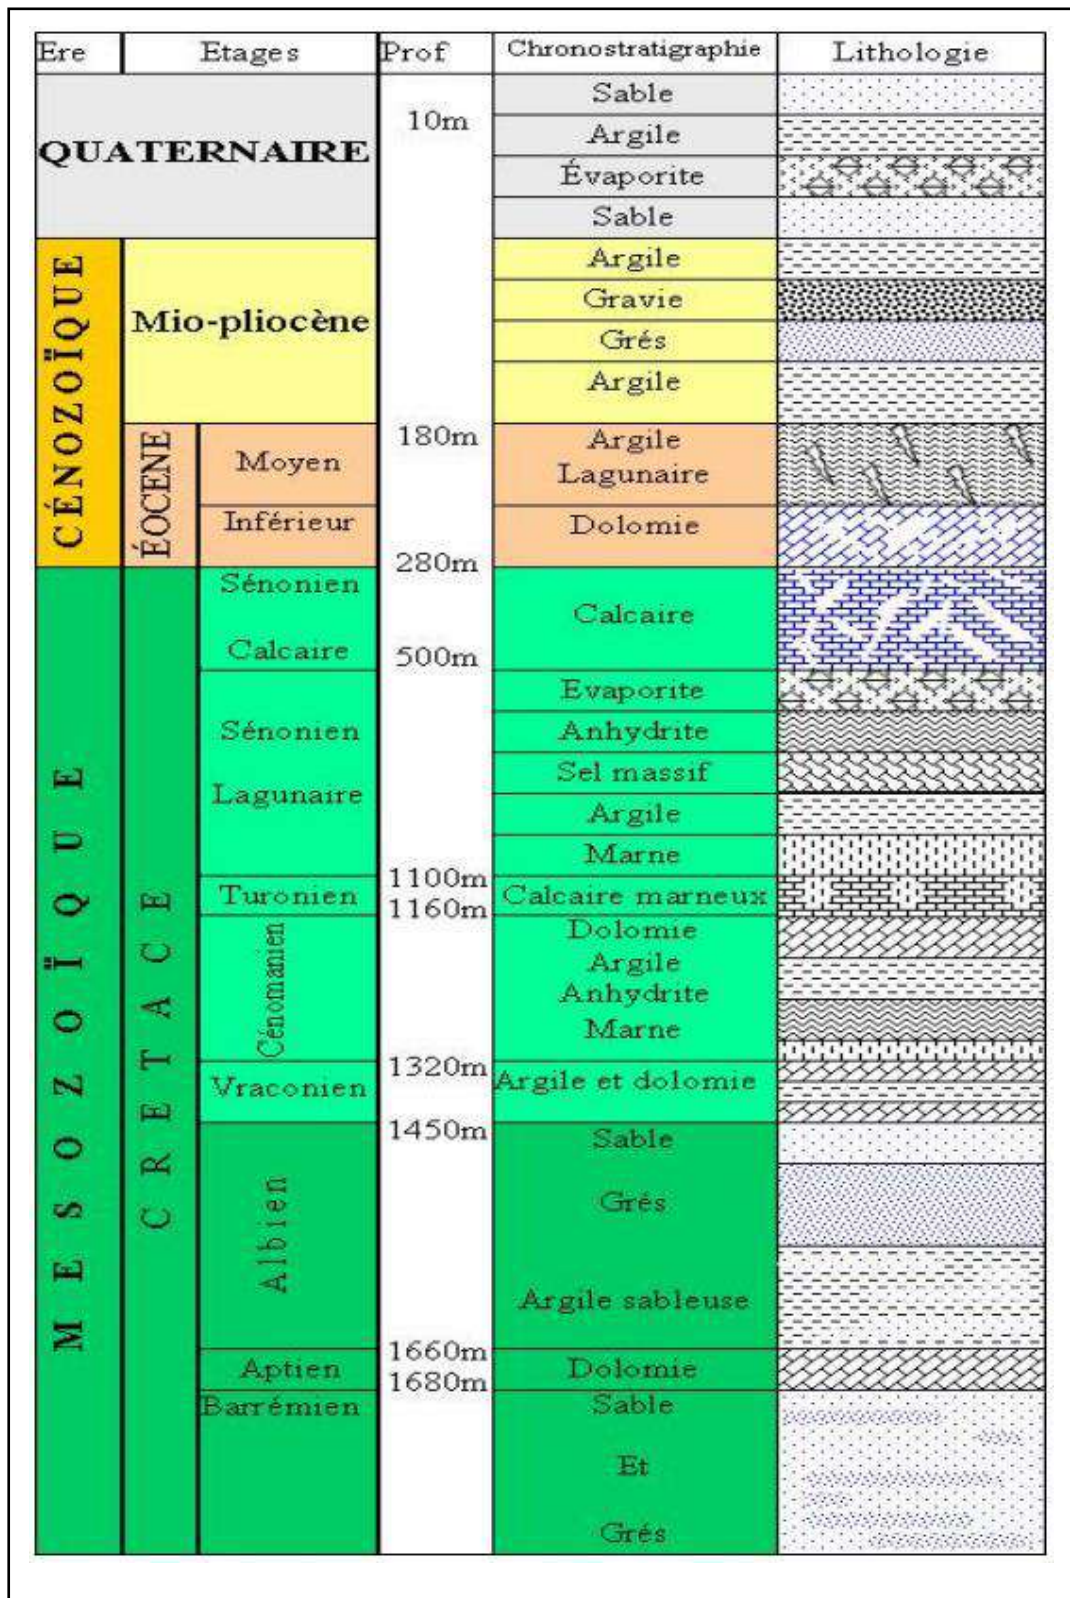 Ere
Etages
Prof
Chronostratigraphie
Lithologie
QUATERNAIRE
10m
Sable
Argile
Évaporite
Sable
CÉNOZOÏQUE
Mio-pliocène
Argile
Gravie
Grés
Argile
180m
ÉOCENE
Moyen
Argile
Lagunaire
Inférieur
Dolomie
280m
MESOZOÏQUE
CRETACE
Sénonien
Calcaire
Calcaire
500m
Sénonien
Lagunaire
Evaporite
Anhydrite
Sel massif
Argile
Marne
1100m
Turonien
Calcaire marneux
1160m
Cénomanien
Dolomie
Argile
Anhydrite
Marne
1320m
Vraconien
Argile et dolomie
1450m
Albien
Sable
Grés
Argile sableuse
1660m
Aptien
Dolomie
1680m
Barrémien
Sable
Et
Grés